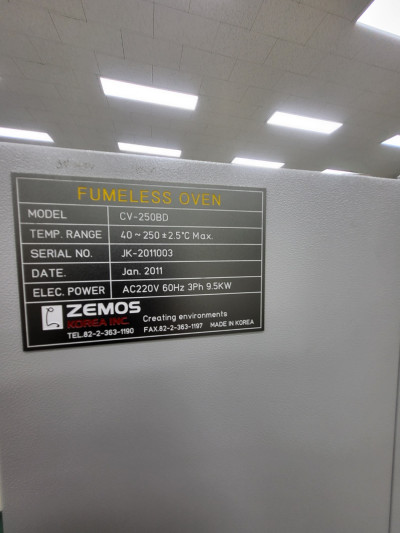 FUMELESS OVEN
MODEL CV-250BD
TEMP. RANGE 40~250±2.5°C Max.
SERIAL NO. JK-2011003
DATE. Jan. 2011
ELEC. POWER AC220V 60Hz 3Ph 9.5KW
ZEMOS
KOREA INC. Creating environments
TEL.82-2-363-1190 FAX.82-2-363-1197 MADE IN KOREA